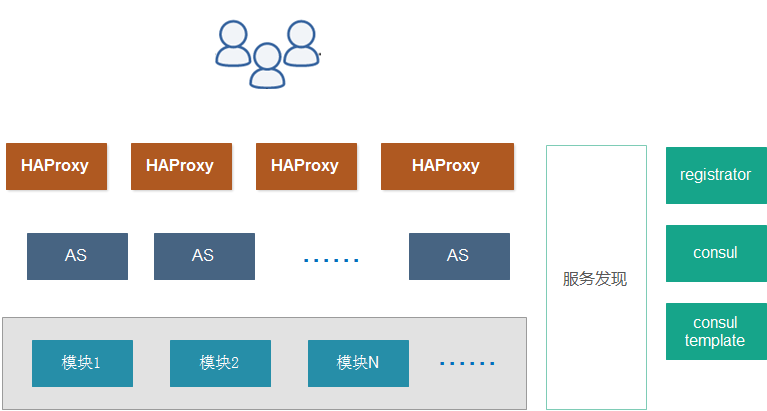 HAProxy
HAProxy
HAProxy
HAProxy
AS
AS
······
AS
模块1
模块2
模块N
······
服务发现
registrator
consul
consul
template